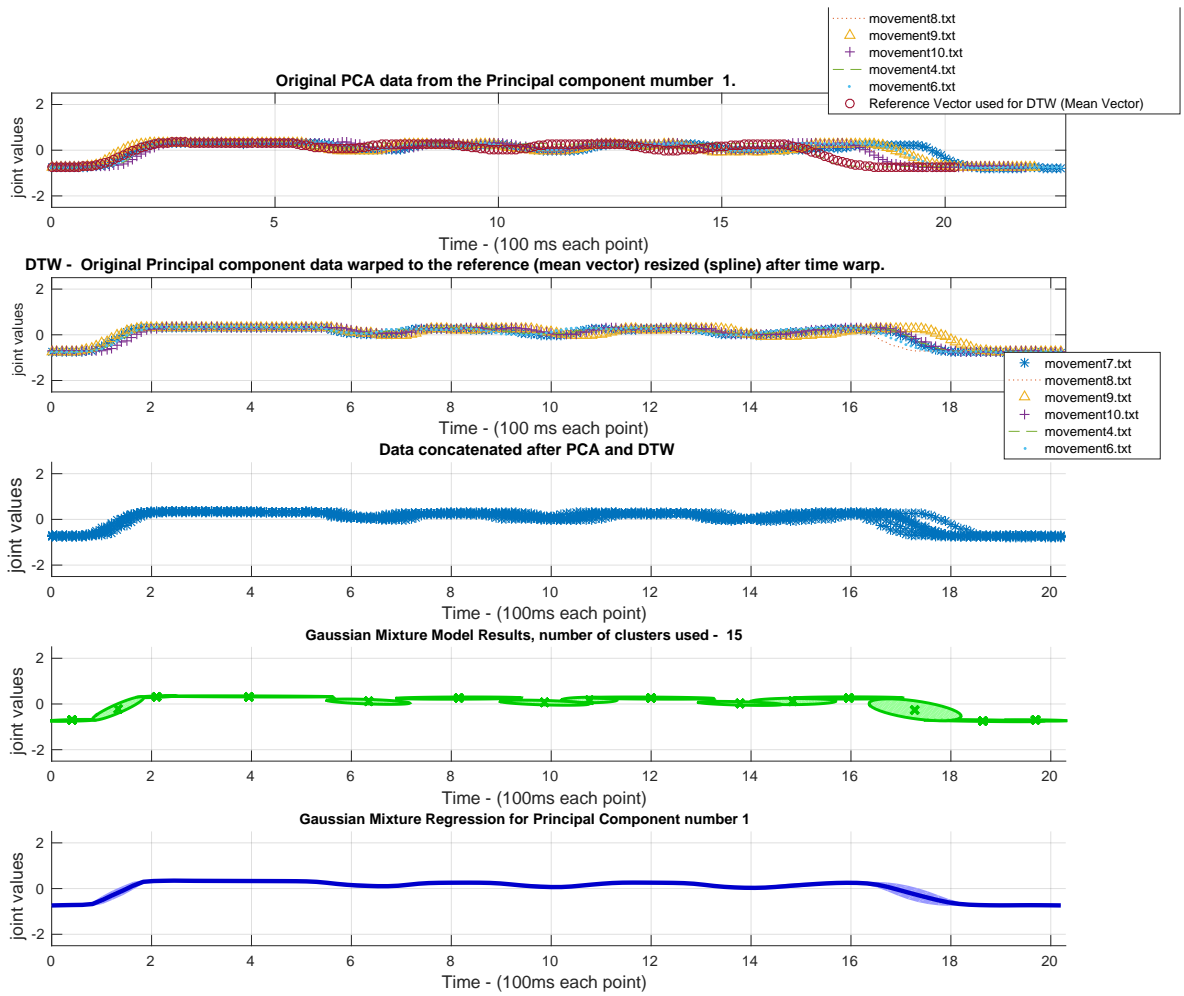 movement8.txt
movement9.txt
movement10.txt
movement4.txt
movement6.txt
Reference Vector used for DTW (Mean Vector)
Original PCA data from the Principal component mumber 1.
joint values
2
0
-2
0 5 10 15 20
Time - (100 ms each point)
DTW - Original Principal component data warped to the reference (mean vector) resized (spline) after time warp.
joint values
2
0
-2
0 2 4 6 8 10 12 14 16 18 20
Time - (100 ms each point)
movement7.txt
movement8.txt
movement9.txt
movement10.txt
movement4.txt
movement6.txt
Data concatenated after PCA and DTW
joint values
2
0
-2
0 2 4 6 8 10 12 14 16 18 20
Time - (100ms each point)
Gaussian Mixture Model Results, number of clusters used - 15
joint values
2
0
-2
0 2 4 6 8 10 12 14 16 18 20
Time - (100ms each point)
Gaussian Mixture Regression for Principal Component number 1
joint values
2
0
-2
0 2 4 6 8 10 12 14 16 18 20
Time - (100ms each point)